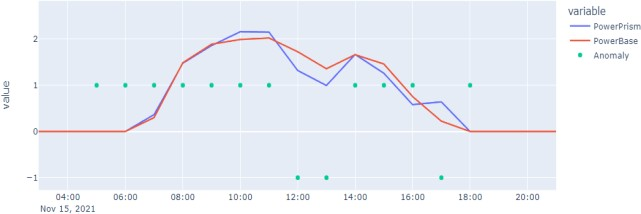 variable
PowerPrism
PowerBase
Anomaly
value
2
1
0
−1
04:00 06:00 08:00 10:00 12:00 14:00 16:00 18:00 20:00
Nov 15, 2021